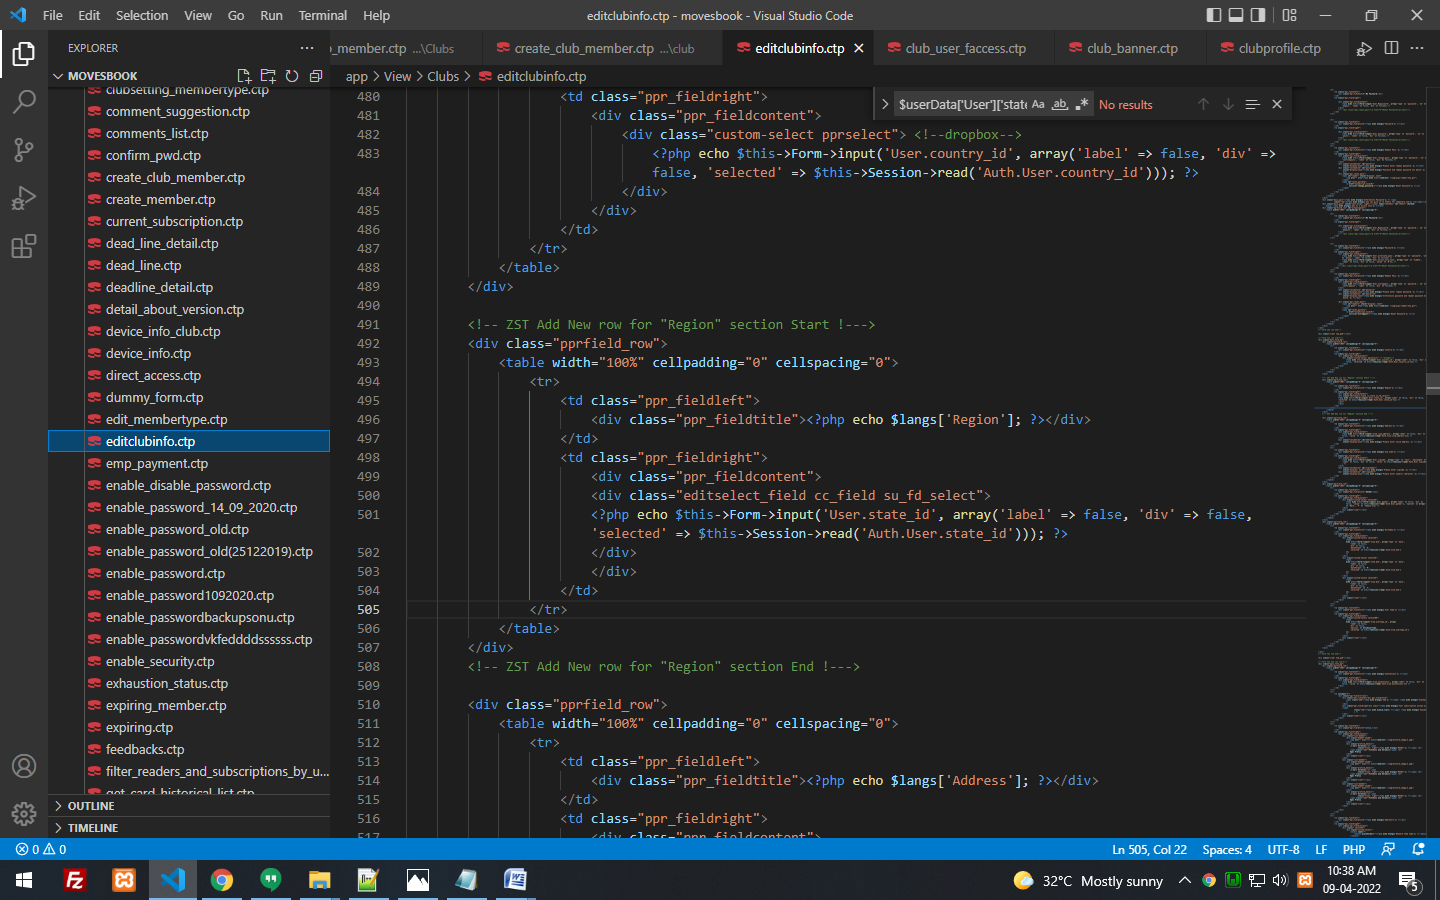 File Edit Selection View Go Run Terminal Help
editclubinfo.ctp - movesbook - Visual Studio Code
EXPLORER
MOVESBOOK
clubsetting_membertype.ctp
comment_suggestion.ctp
comments_list.ctp
confirm_pwd.ctp
create_club_member.ctp
create_member.ctp
current_subscription.ctp
dead_line_detail.ctp
dead_line.ctp
deadline_detail.ctp
detail_about_version.ctp
device_info_club.ctp
device_info.ctp
direct_access.ctp
dummy_form.ctp
edit_membertype.ctp
editclubinfo.ctp
emp_payment.ctp
enable_disable_password.ctp
enable_password_14_09_2020.ctp
enable_password_old.ctp
enable_password_old(25122019).ctp
enable_password.ctp
enable_password1092020.ctp
enable_passwordbackupsonu.ctp
enable_passwordvkfeddddssssss.ctp
enable_security.ctp
exhaustion_status.ctp
expiring_member.ctp
expiring.ctp
feedbacks.ctp
filter_readers_and_subscriptions_by_u...
get_card_historical_list.ctp
OUTLINE
TIMELINE
o_member.ctp ...\Clubs
create_club_member.ctp ...\club
editclubinfo.ctp
club_user_faccess.ctp
club_banner.ctp
clubprofile.ctp
app > View > Clubs > editclubinfo.ctp
$userData['User']['state Aa ab
No results
480 <td class="ppr_fieldright">
481 <div class="ppr_fieldcontent">
482 <div class="custom-select pprselect"> <!--dropbox-->
483 <?php echo $this->Form->input('User.country_id', array('label' => false, 'div' =>
false, 'selected' => $this->Session->read('Auth.User.country_id'))); ?>
484 </div>
485 </div>
486 </td>
487 </tr>
488 </table>
489 </div>
490
491 <!-- ZST Add New row for "Region" section Start !--->
492 <div class="pprfield_row">
493 <table width="100%" cellpadding="0" cellspacing="0">
494 <tr>
495 <td class="ppr_fieldleft">
496 <div class="ppr_fieldtitle"><?php echo $langs['Region']; ?></div>
497 </td>
498 <td class="ppr_fieldright">
499 <div class="ppr_fieldcontent">
500 <div class="editselect_field cc_field su_fd_select">
501 <?php echo $this->Form->input('User.state_id', array('label' => false, 'div' => false,
'selected' => $this->Session->read('Auth.User.state_id'))); ?>
502 </div>
503 </div>
504 </td>
505 </tr>
506 </table>
507 </div>
508 <!-- ZST Add New row for "Region" section End !--->
509
510 <div class="pprfield_row">
511 <table width="100%" cellpadding="0" cellspacing="0">
512 <tr>
513 <td class="ppr_fieldleft">
514 <div class="ppr_fieldtitle"><?php echo $langs['Address']; ?></div>
515 </td>
516 <td class="ppr_fieldright">
517 <div class="ppr_fieldcontent">
0 0
Ln 505, Col 22 Spaces: 4 UTF-8 LF PHP
32°C Mostly sunny
10:38 AM
09-04-2022
5